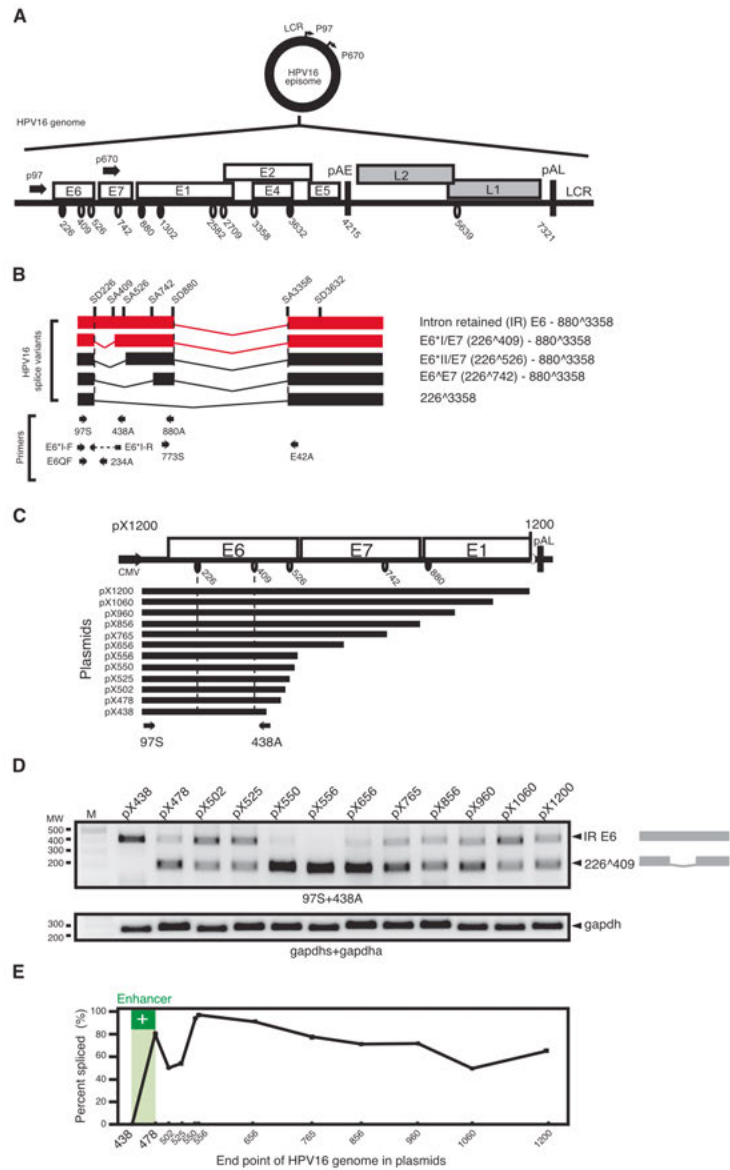 A
LCR P97
P670
HPV16
episome
HPV16 genome
p97
p670
E6 E7 E1 E2 E4 E5 pAE L2 L1 pAL LCR
226 409 526 742 880 1302 2582 2709 3358 3632 4215 5639 7321
B
SD226 SA409 SA526 SA742 SD880 SA3358 SD3632
HPV16
splice variants
Intron retained (IR) E6 - 880^3358
E6*I/E7 (226^409) - 880^3358
E6*II/E7 (226^526) - 880^3358
E6^E7 (226^742) - 880^3358
226^3358
Primers
97S 438A 880A
E6*I-F E6*I-R
E6QF 234A 773S E42A
C
pX1200 1200
E6 E7 E1 pAL
CMV 226 409 526 742 880
Plasmids
pX1200
pX1060
pX960
pX856
pX765
pX656
pX556
pX550
pX525
pX502
pX478
pX438
97S 438A
D
MW M pX438 pX478 pX502 pX525 pX550 pX556 pX656 pX765 pX856 pX960 pX1060 pX1200
500
400
300
200
IR E6
226^409
97S+438A
300
200
gapdh
gapdhs+gapdha
E
Enhancer
+
Percent spliced (%)
100
80
60
40
20
0
438 478 502 525 550 556 656 765 856 960 1060 1200
End point of HPV16 genome in plasmids